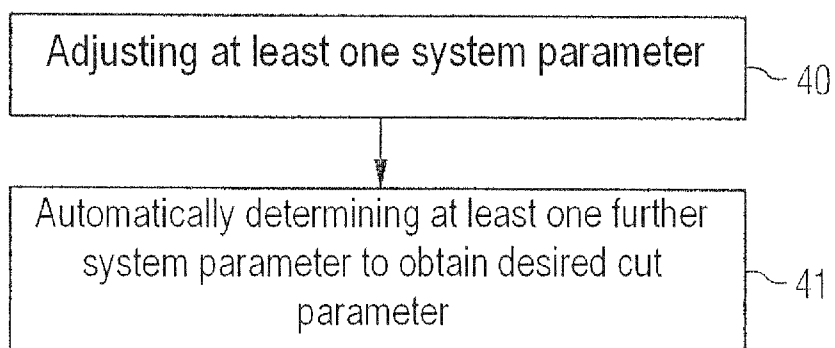 Adjusting at least one system parameter
40
Automatically determining at least one further
system parameter to obtain desired cut
parameter
41